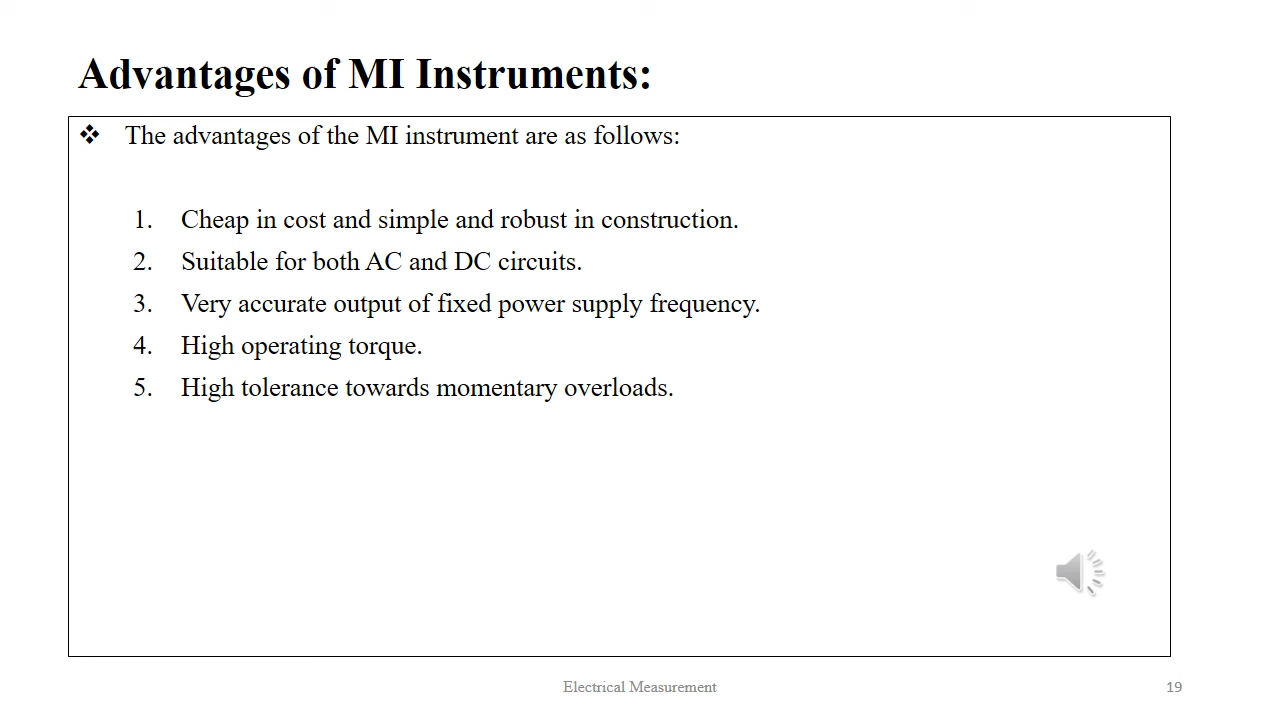 Advantages of MI Instruments:
❖ The advantages of the MI instrument are as follows:
1. Cheap in cost and simple and robust in construction.
2. Suitable for both AC and DC circuits.
3. Very accurate output of fixed power supply frequency.
4. High operating torque.
5. High tolerance towards momentary overloads.
Electrical Measurement
19